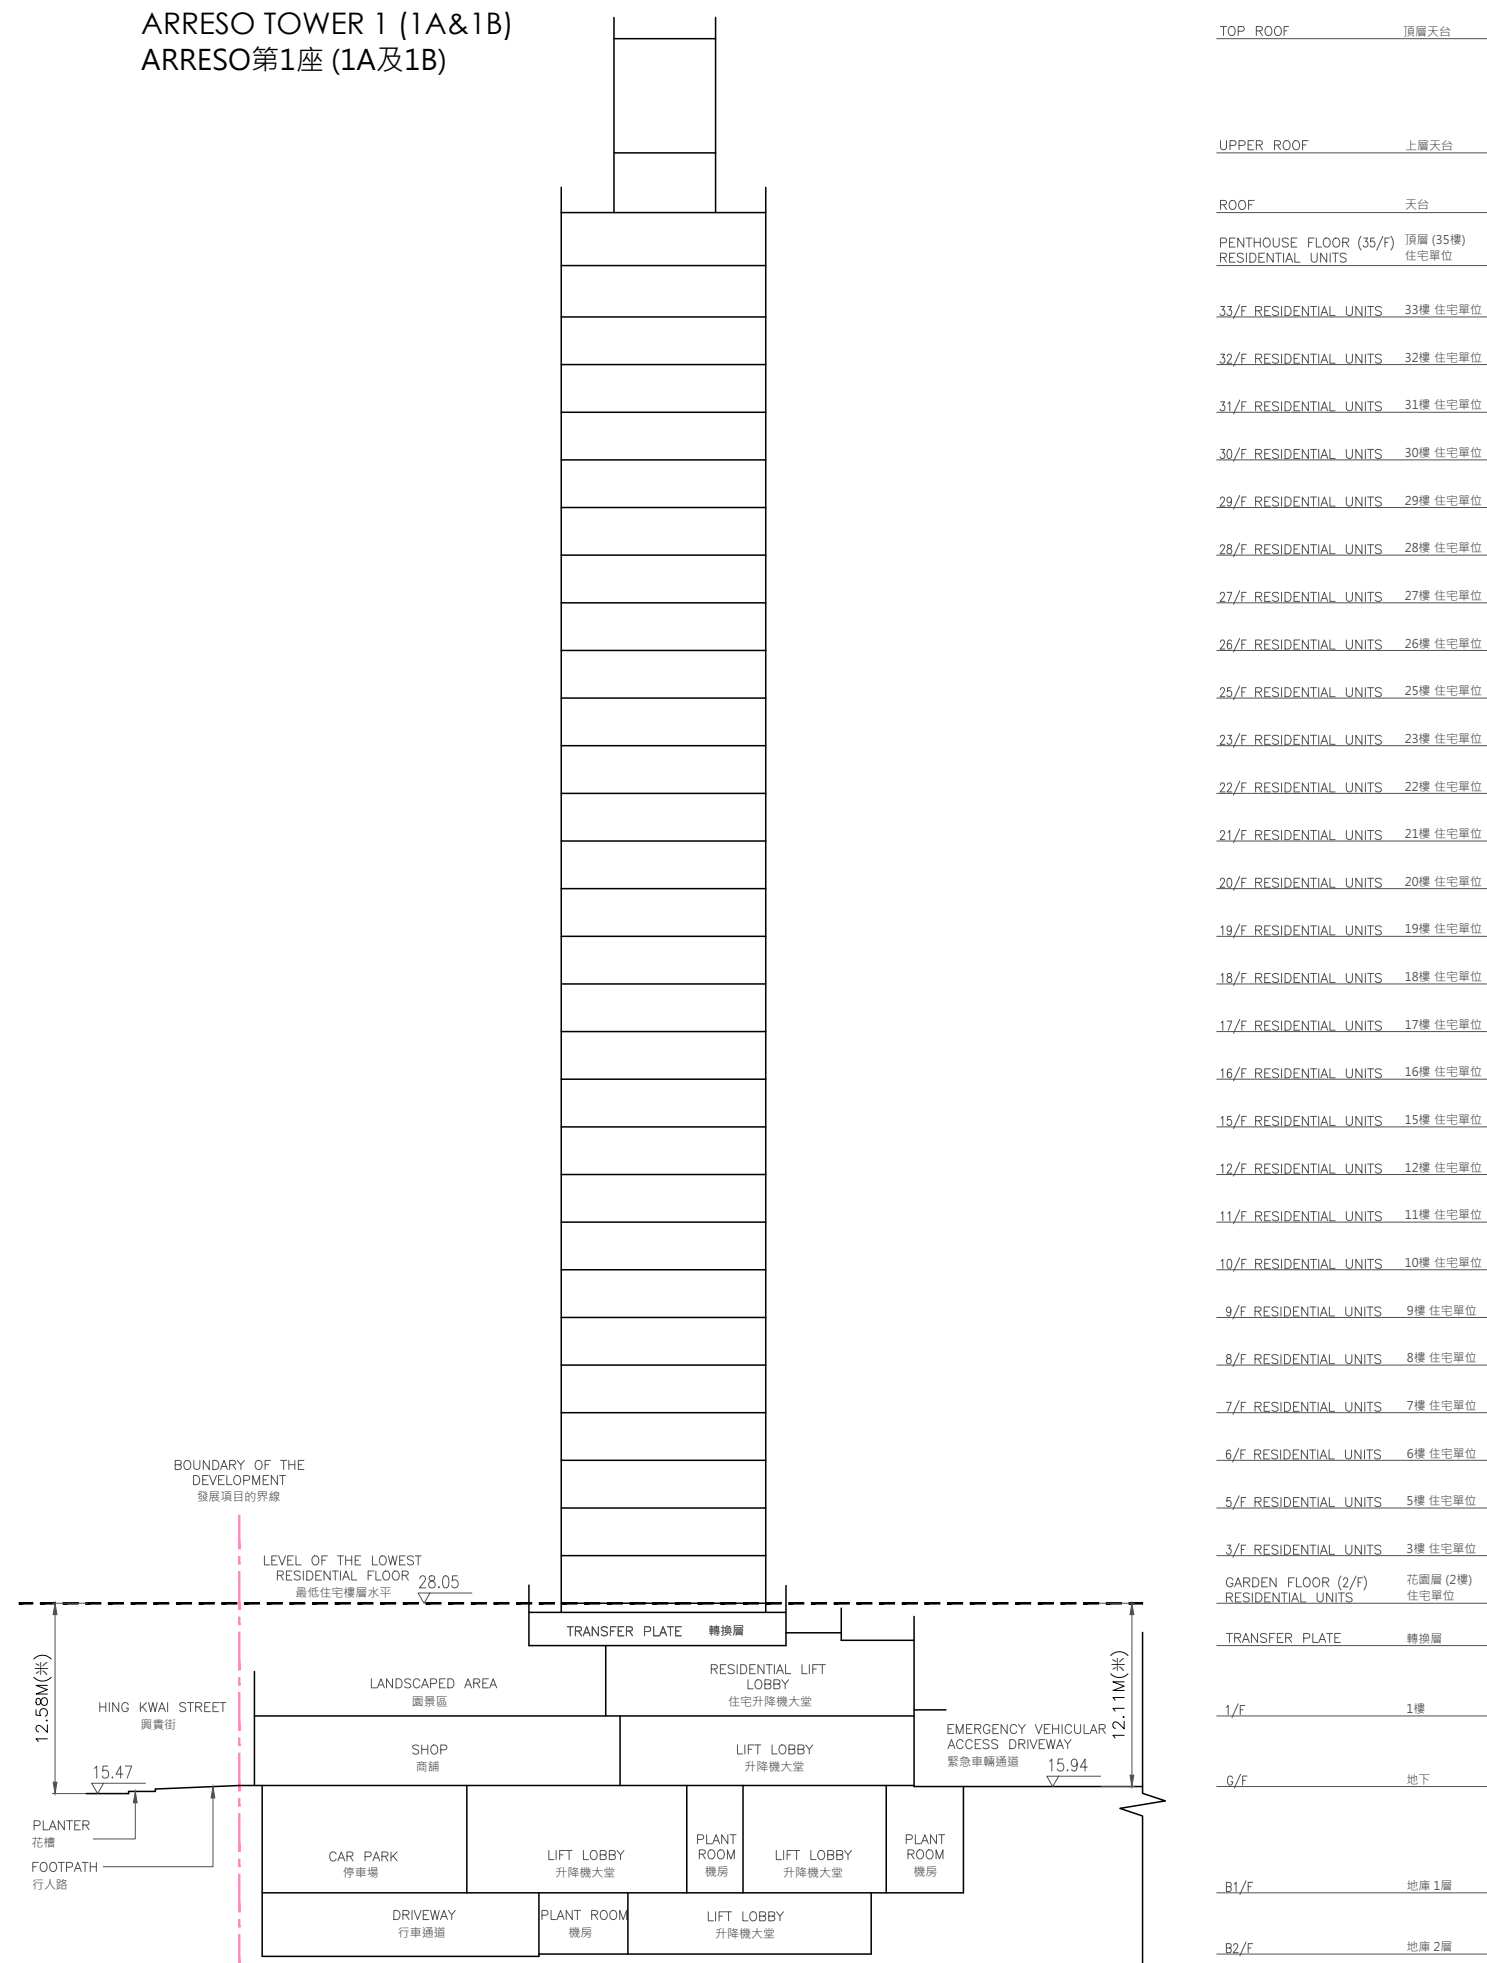 ARRESO TOWER 1 (1A&1B)
ARRESO第1座 (1A及1B)
TOP ROOF 頂層天台
UPPER ROOF 上層天台
ROOF 天台
PENTHOUSE FLOOR (35/F) 頂層 (35樓)
RESIDENTIAL UNITS 住宅單位
33/F RESIDENTIAL UNITS 33樓 住宅單位
32/F RESIDENTIAL UNITS 32樓 住宅單位
31/F RESIDENTIAL UNITS 31樓 住宅單位
30/F RESIDENTIAL UNITS 30樓 住宅單位
29/F RESIDENTIAL UNITS 29樓 住宅單位
28/F RESIDENTIAL UNITS 28樓 住宅單位
27/F RESIDENTIAL UNITS 27樓 住宅單位
26/F RESIDENTIAL UNITS 26樓 住宅單位
25/F RESIDENTIAL UNITS 25樓 住宅單位
23/F RESIDENTIAL UNITS 23樓 住宅單位
22/F RESIDENTIAL UNITS 22樓 住宅單位
21/F RESIDENTIAL UNITS 21樓 住宅單位
20/F RESIDENTIAL UNITS 20樓 住宅單位
19/F RESIDENTIAL UNITS 19樓 住宅單位
18/F RESIDENTIAL UNITS 18樓 住宅單位
17/F RESIDENTIAL UNITS 17樓 住宅單位
16/F RESIDENTIAL UNITS 16樓 住宅單位
15/F RESIDENTIAL UNITS 15樓 住宅單位
12/F RESIDENTIAL UNITS 12樓 住宅單位
11/F RESIDENTIAL UNITS 11樓 住宅單位
10/F RESIDENTIAL UNITS 10樓 住宅單位
9/F RESIDENTIAL UNITS 9樓 住宅單位
8/F RESIDENTIAL UNITS 8樓 住宅單位
7/F RESIDENTIAL UNITS 7樓 住宅單位
6/F RESIDENTIAL UNITS 6樓 住宅單位
5/F RESIDENTIAL UNITS 5樓 住宅單位
3/F RESIDENTIAL UNITS 3樓 住宅單位
GARDEN FLOOR (2/F) 花園層 (2樓)
RESIDENTIAL UNITS 住宅單位
TRANSFER PLATE 轉換層
1/F 1樓
G/F 地下
B1/F 地庫 1層
B2/F 地庫 2層
BOUNDARY OF THE
DEVELOPMENT
發展項目的界線
LEVEL OF THE LOWEST
RESIDENTIAL FLOOR
最低住宅樓層水平
28.05
TRANSFER PLATE 轉換層
12.58M(米)
HING KWAI STREET
興貴街
15.47
PLANTER
花槽
FOOTPATH
行人路
LANDSCAPED AREA
園景區
RESIDENTIAL LIFT
LOBBY
住宅升降機大堂
SHOP
商舖
LIFT LOBBY
升降機大堂
EMERGENCY VEHICULAR
ACCESS DRIVEWAY
緊急車輛通道
15.94
12.11M(米)
CAR PARK
停車場
LIFT LOBBY
升降機大堂
PLANT
ROOM
機房
LIFT LOBBY
升降機大堂
PLANT
ROOM
機房
DRIVEWAY
行車通道
PLANT ROOM
機房
LIFT LOBBY
升降機大堂